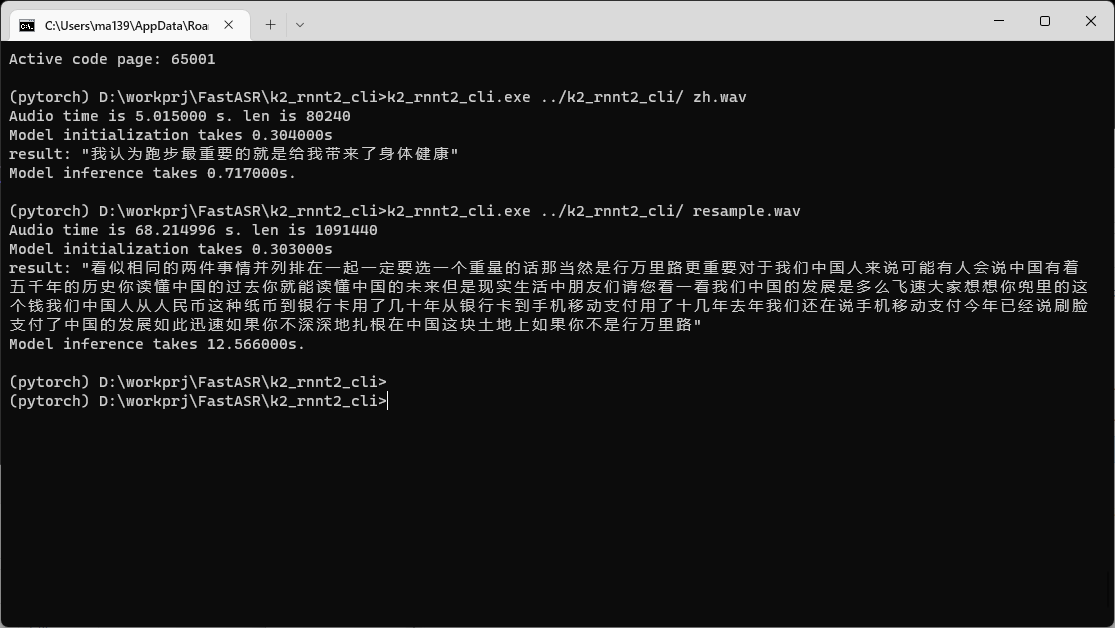 C:\Users\ma139\AppData\Roa
Active code page: 65001
(pytorch) D:\workprj\FastASR\k2_rnnt2_cli>k2_rnnt2_cli.exe ../k2_rnnt2_cli/ zh.wav
Audio time is 5.015000 s. len is 80240
Model initialization takes 0.304000s
result: "我认为跑步最重要的就是给我带来了身体健康"
Model inference takes 0.717000s.
(pytorch) D:\workprj\FastASR\k2_rnnt2_cli>k2_rnnt2_cli.exe ../k2_rnnt2_cli/ resample.wav
Audio time is 68.214996 s. len is 1091440
Model initialization takes 0.303000s
result: "看似相同的两件事情并列排在一起一定要选一个重量的话那当然是行万里路更重要对于我们中国人来说可能有人会说中国有着
五千年的历史你读懂中国的过去你就能读懂中国的未来但是现实生活中朋友们请您看一看我们中国的发展是多么飞速大家想想你兜里的这
个钱我们中国人从人民币这种纸币到银行卡用了几十年从银行卡到手机移动支付用了十几年去年我们还在说手机移动支付今年已经说刷脸
支付了中国的发展如此迅速如果你不深深地扎根在中国这块土地上如果你不是行万里路"
Model inference takes 12.566000s.
(pytorch) D:\workprj\FastASR\k2_rnnt2_cli>
(pytorch) D:\workprj\FastASR\k2_rnnt2_cli>